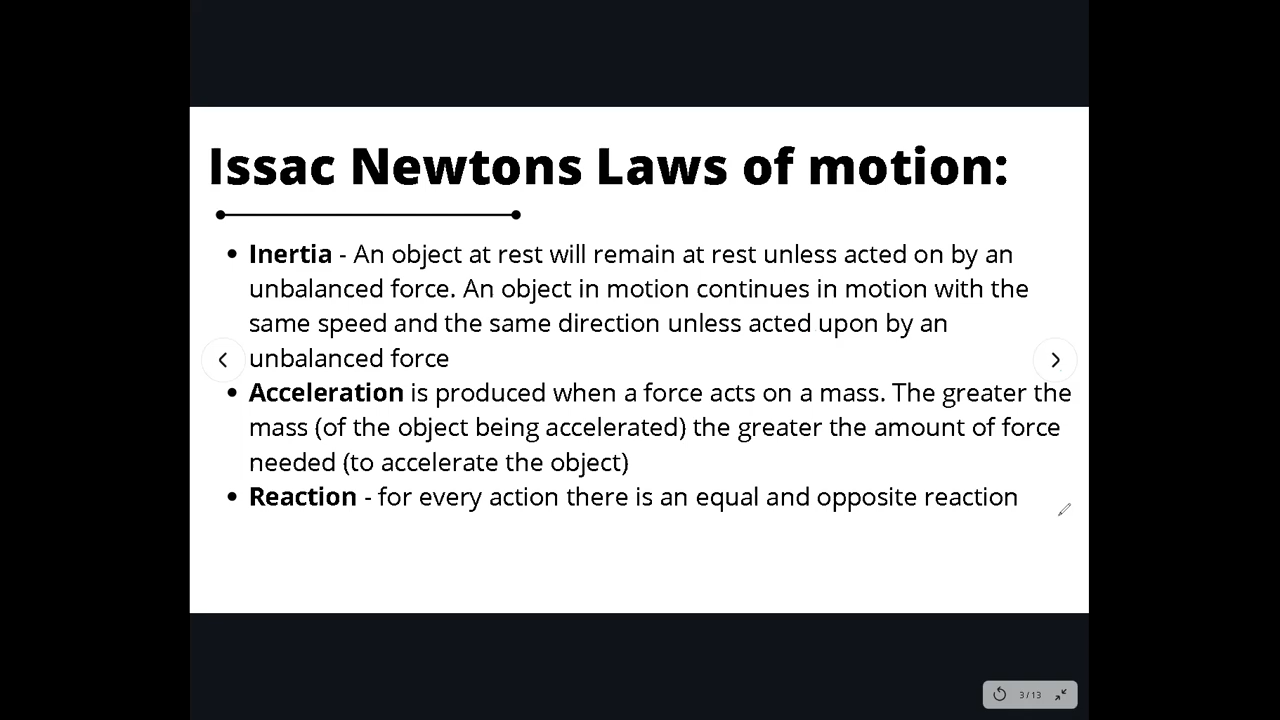 Issac Newtons Laws of motion:
• Inertia - An object at rest will remain at rest unless acted on by an
unbalanced force. An object in motion continues in motion with the
same speed and the same direction unless acted upon by an
unbalanced force
• Acceleration is produced when a force acts on a mass. The greater the
mass (of the object being accelerated) the greater the amount of force
needed (to accelerate the object)
• Reaction - for every action there is an equal and opposite reaction
3 / 13